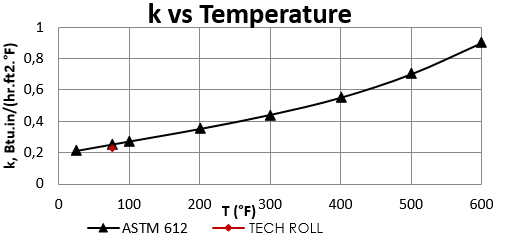 k vs Temperature
k, Btu.in/(hr.ft2.°F)
1
0,8
0,6
0,4
0,2
0
0 100 200 300 400 500 600
T (°F)
ASTM 612 TECH ROLL